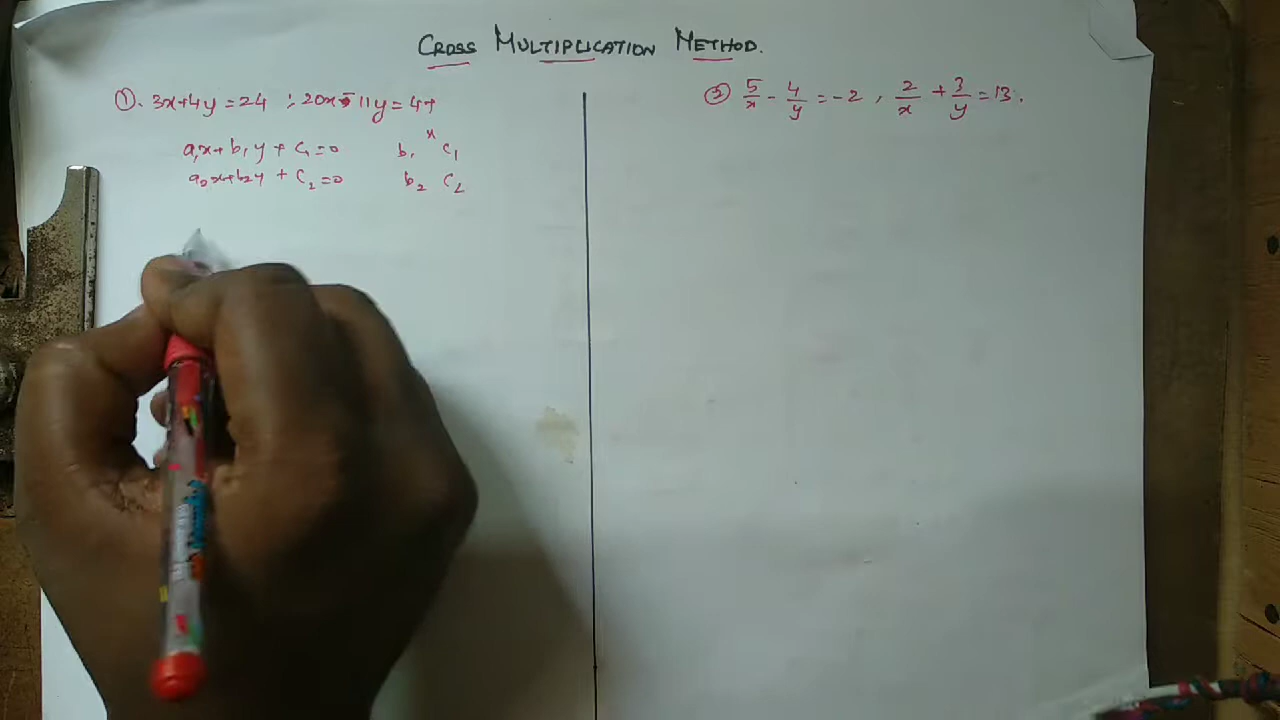 CROSS MULTIPLICATION METHOD.
①. 3x+4y=24 ; 20x-11y=47
a₁x+b₁y+c₁=0
a₂x+b₂y+c₂=0
x
b₁ c₁
b₂ c₂
② 5/x - 4/y = -2, 2/x + 3/y = 13.